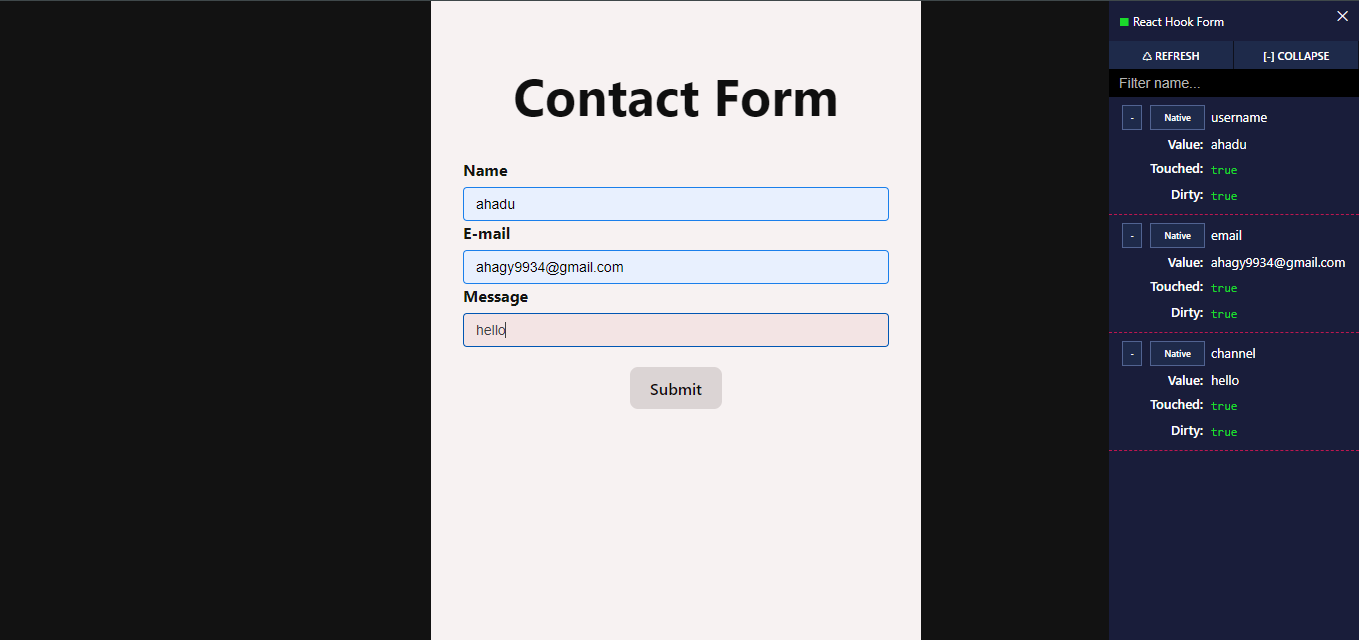 Contact Form
Name
ahadu
E-mail
ahagy9934@gmail.com
Message
hello
Submit
React Hook Form
REFRESH
[-] COLLAPSE
Filter name...
- Native username
Value: ahadu
Touched: true
Dirty: true
- Native email
Value: ahagy9934@gmail.com
Touched: true
Dirty: true
- Native channel
Value: hello
Touched: true
Dirty: true